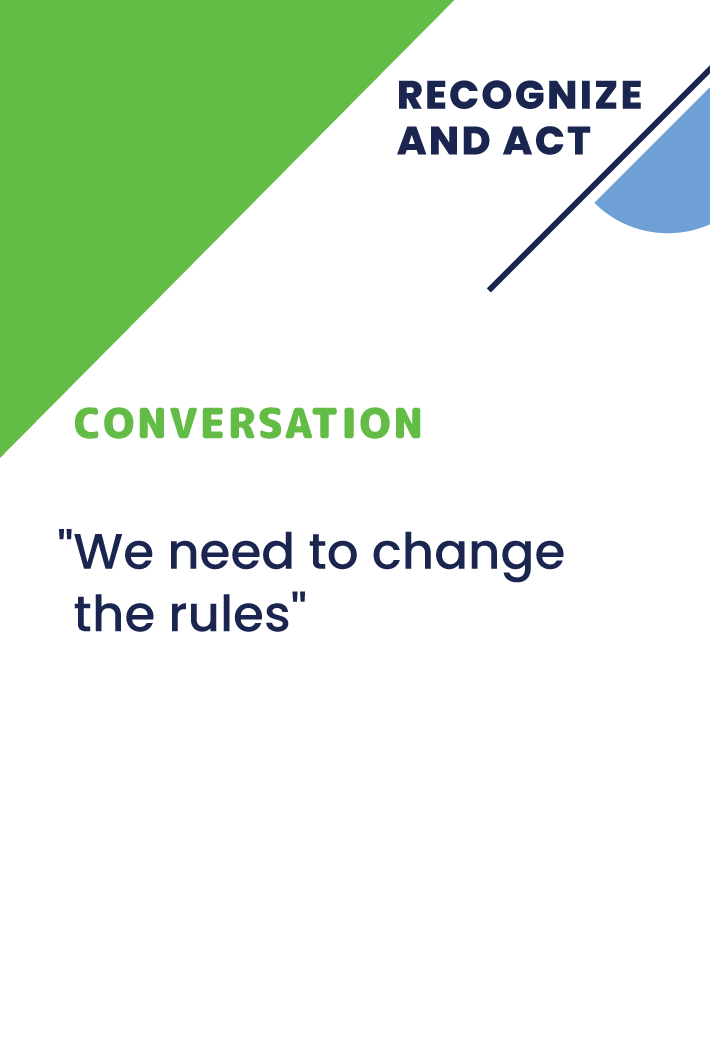 RECOGNIZE
AND ACT
CONVERSATION
"We need to change
the rules"